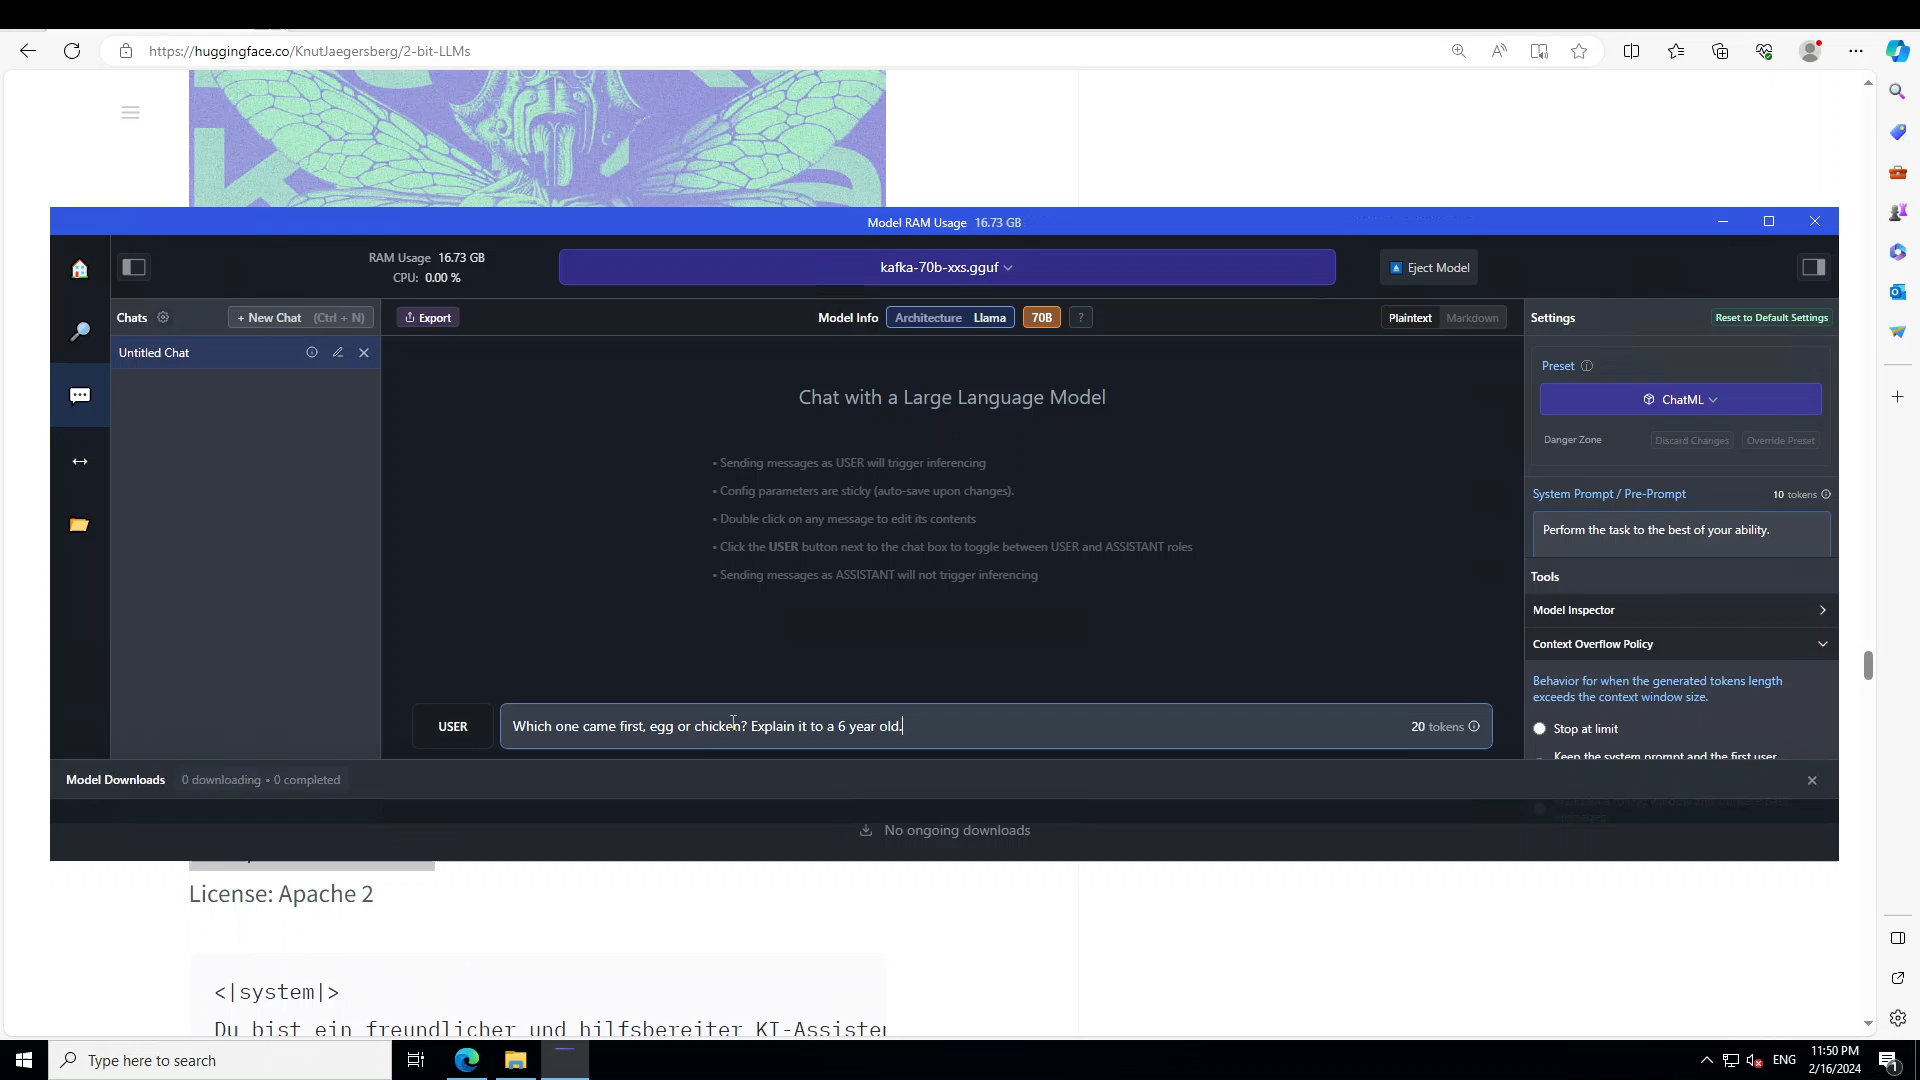 https://huggingface.co/KnutJaegersberg/2-bit-LLMs
Model RAM Usage 16.73 GB
RAM Usage 16.73 GB
CPU: 0.00 %
kafka-70b-xxs.gguf
Eject Model
Chats
+ New Chat (Ctrl + N)
Export
Model Info Architecture Llama 70B ?
Plaintext Markdown
Settings
Reset to Default Settings
Untitled Chat
Preset
ChatML
Danger Zone Discard Changes Override Preset
Chat with a Large Language Model
• Sending messages as USER will trigger inferencing
• Config parameters are sticky (auto-save upon changes).
• Double click on any message to edit its contents
• Click the USER button next to the chat box to toggle between USER and ASSISTANT roles
• Sending messages as ASSISTANT will not trigger inferencing
System Prompt / Pre-Prompt 10 tokens
Perform the task to the best of your ability.
Tools
Model Inspector
Context Overflow Policy
Behavior for when the generated tokens length
exceeds the context window size.
Stop at limit
Keep the system prompt and the first user
USER
Which one came first, egg or chicken? Explain it to a 6 year old.
20 tokens
Model Downloads 0 downloading • 0 completed
No ongoing downloads
License: Apache 2
<|system|>
Du bist ein freundlicher und hilfsbereiter KI-Assister
Type here to search
ENG
11:50 PM
2/16/2024
1